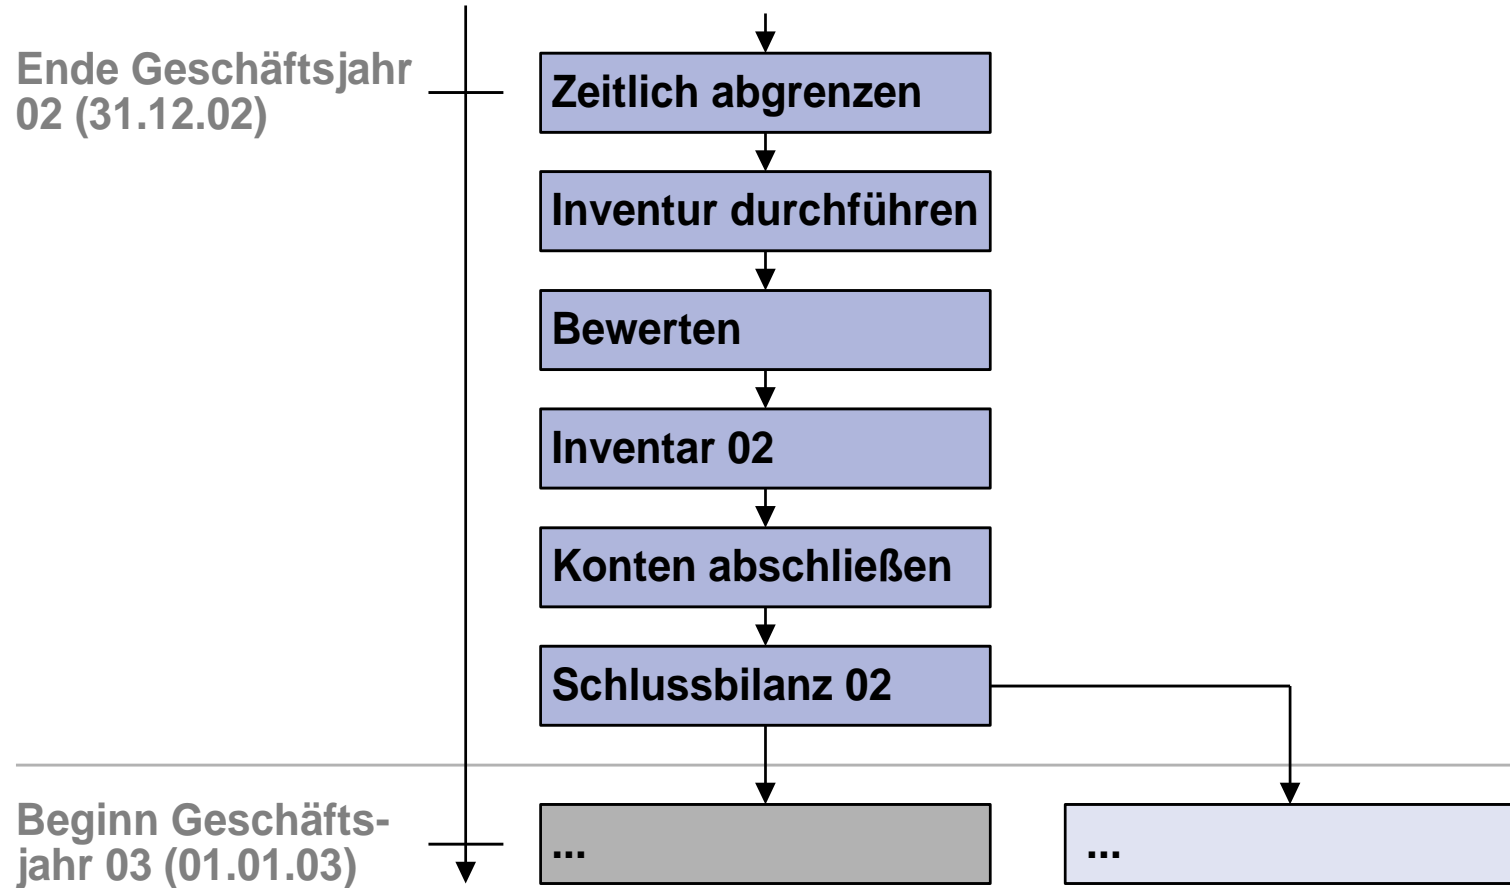 Ende Geschäftsjahr
02 (31.12.02)
Zeitlich abgrenzen
Inventur durchführen
Bewerten
Inventar 02
Konten abschließen
Schlussbilanz 02
Beginn Geschäfts-
jahr 03 (01.01.03)
...
...